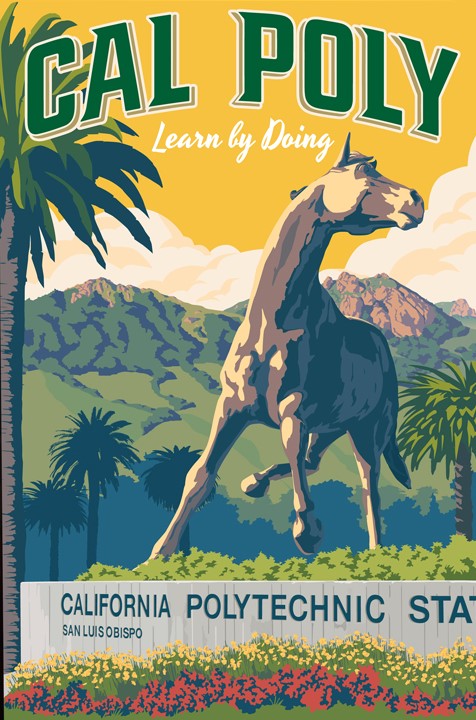 CAL POLY
Learn by Doing
CALIFORNIA POLYTECHNIC STAT
SAN LUIS OBISPO